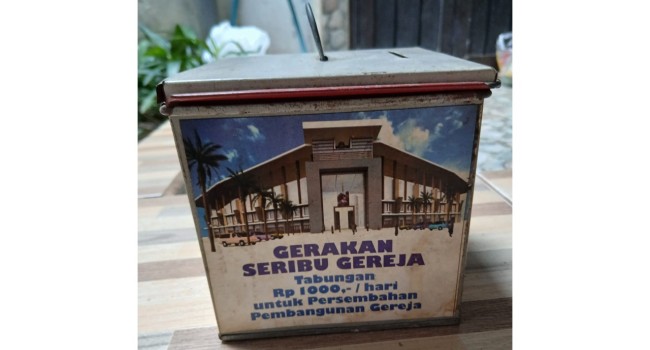 GERAKAN
SERIBU GEREJA
Tabungan
Rp 1000,-/ hari
untuk Persembahan
Pembangunan Gereja